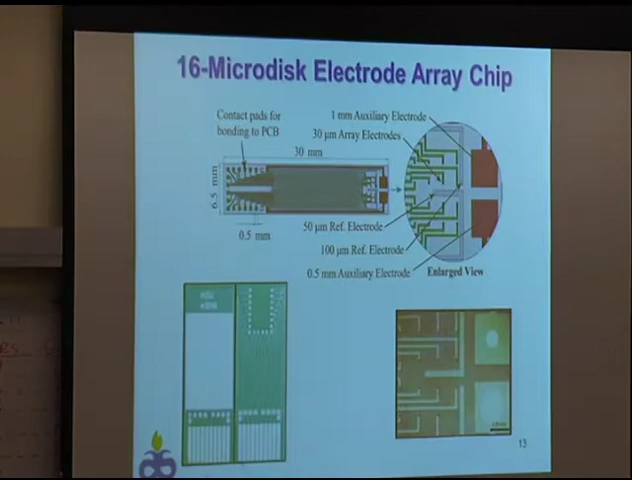 16-Microdisk Electrode Array Chip
Contact pads for
bonding to PCB
1 mm Auxiliary Electrode
30 µm Array Electrodes
30 mm
6.5 mm
0.5 mm
50 µm Ref. Electrode
100 µm Ref. Electrode
0.5 mm Auxiliary Electrode
Enlarged View
13